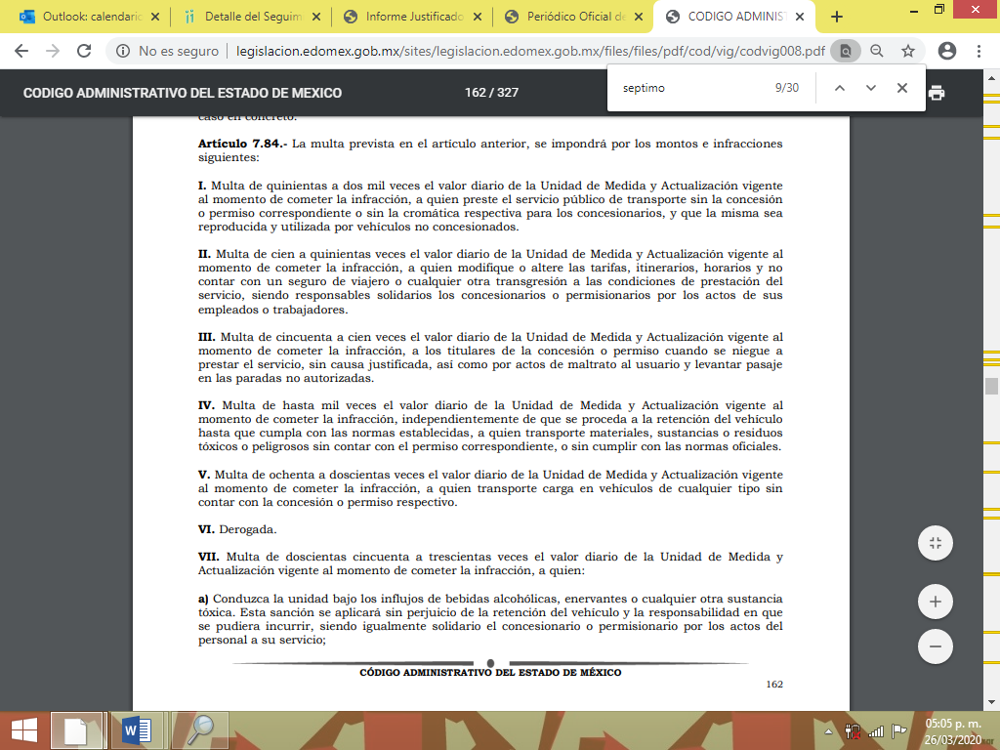 Outlook: calendario
Detalle del Seguim
Informe Justificado
Periódico Oficial de
CODIGO ADMINIST
No es seguro
legislacion.edomex.gob.mx/sites/legislacion.edomex.gob.mx/files/files/pdf/cod/vig/codvig008.pdf
CODIGO ADMINISTRATIVO DEL ESTADO DE MEXICO
162 / 327
septimo
9/30
caso en concreto.
Artículo 7.84.- La multa prevista en el artículo anterior, se impondrá por los montos e infracciones
siguientes:
I. Multa de quinientas a dos mil veces el valor diario de la Unidad de Medida y Actualización vigente
al momento de cometer la infracción, a quien preste el servicio público de transporte sin la concesión
o permiso correspondiente o sin la cromática respectiva para los concesionarios, y que la misma sea
reproducida y utilizada por vehículos no concesionados.
II. Multa de cien a quinientas veces el valor diario de la Unidad de Medida y Actualización vigente al
momento de cometer la infracción, a quien modifique o altere las tarifas, itinerarios, horarios y no
contar con un seguro de viajero o cualquier otra transgresión a las condiciones de prestación del
servicio, siendo responsables solidarios los concesionarios o permisionarios por los actos de sus
empleados o trabajadores.
III. Multa de cincuenta a cien veces el valor diario de la Unidad de Medida y Actualización vigente al
momento de cometer la infracción, a los titulares de la concesión o permiso cuando se niegue a
prestar el servicio, sin causa justificada, así como por actos de maltrato al usuario y levantar pasaje
en las paradas no autorizadas.
IV. Multa de hasta mil veces el valor diario de la Unidad de Medida y Actualización vigente al
momento de cometer la infracción, independientemente de que se proceda a la retención del vehículo
hasta que cumpla con las normas establecidas, a quien transporte materiales, sustancias o residuos
tóxicos o peligrosos sin contar con el permiso correspondiente, o sin cumplir con las normas oficiales.
V. Multa de ochenta a doscientas veces el valor diario de la Unidad de Medida y Actualización vigente
al momento de cometer la infracción, a quien transporte carga en vehículos de cualquier tipo sin
contar con la concesión o permiso respectivo.
VI. Derogada.
VII. Multa de doscientas cincuenta a trescientas veces el valor diario de la Unidad de Medida y
Actualización vigente al momento de cometer la infracción, a quien:
a) Conduzca la unidad bajo los influjos de bebidas alcohólicas, enervantes o cualquier otra sustancia
tóxica. Esta sanción se aplicará sin perjuicio de la retención del vehículo y la responsabilidad en que
se pudiera incurrir, siendo igualmente solidario el concesionario o permisionario por los actos del
personal a su servicio;
CÓDIGO ADMINISTRATIVO DEL ESTADO DE MÉXICO
162
05:05 p. m.
26/03/2020